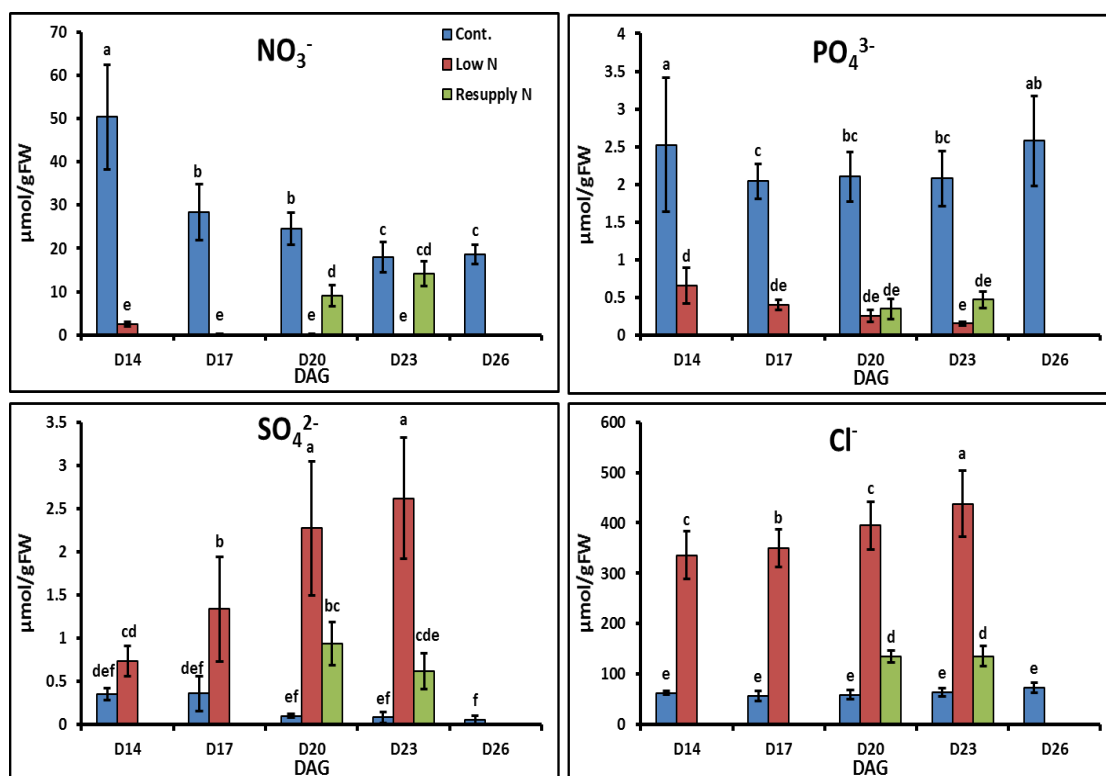 NO₃⁻
Cont.
Low N
Resupply N
µmol/gFW
70
60
50
40
30
20
10
0
a
e
b
e
b
e
d
c
e
cd
c
D14 D17 D20 D23 D26
DAG
PO₄³⁻
µmol/gFW
4
3.5
3
2.5
2
1.5
1
0.5
0
a
d
c
de
bc
de
de
bc
e
de
ab
D14 D17 D20 D23 D26
DAG
SO₄²⁻
µmol/gFW
3.5
3
2.5
2
1.5
1
0.5
0
def
cd
def
b
ef
a
bc
ef
a
cde
f
D14 D17 D20 D23 D26
DAG
Cl⁻
µmol/gFW
600
500
400
300
200
100
0
e
c
e
b
e
c
d
e
a
d
e
D14 D17 D20 D23 D26
DAG